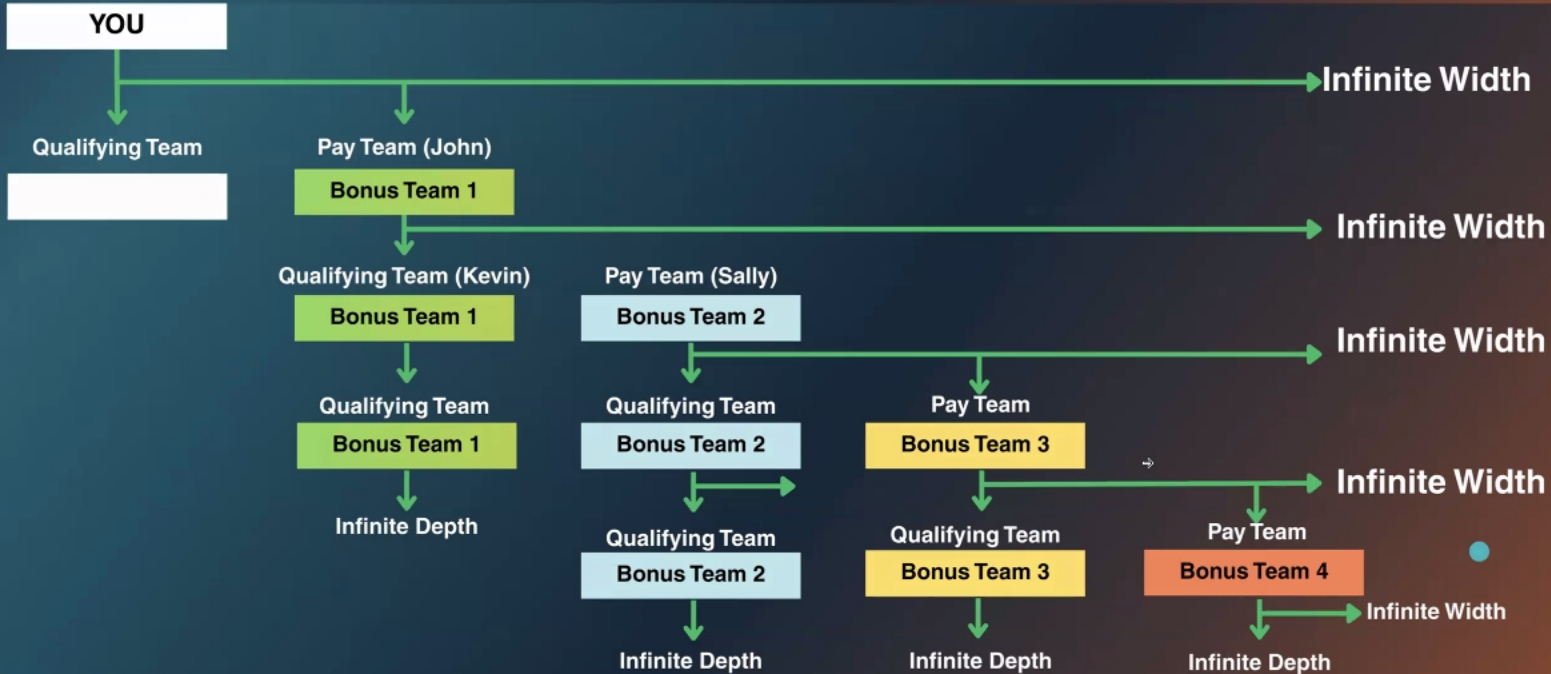 YOU
Infinite Width
Qualifying Team
Pay Team (John)
Bonus Team 1
Infinite Width
Qualifying Team (Kevin)
Pay Team (Sally)
Bonus Team 1
Bonus Team 2
Infinite Width
Qualifying Team
Qualifying Team
Pay Team
Bonus Team 1
Bonus Team 2
Bonus Team 3
Infinite Width
Infinite Depth
Qualifying Team
Qualifying Team
Pay Team
Bonus Team 2
Bonus Team 3
Bonus Team 4
Infinite Width
Infinite Depth
Infinite Depth
Infinite Depth